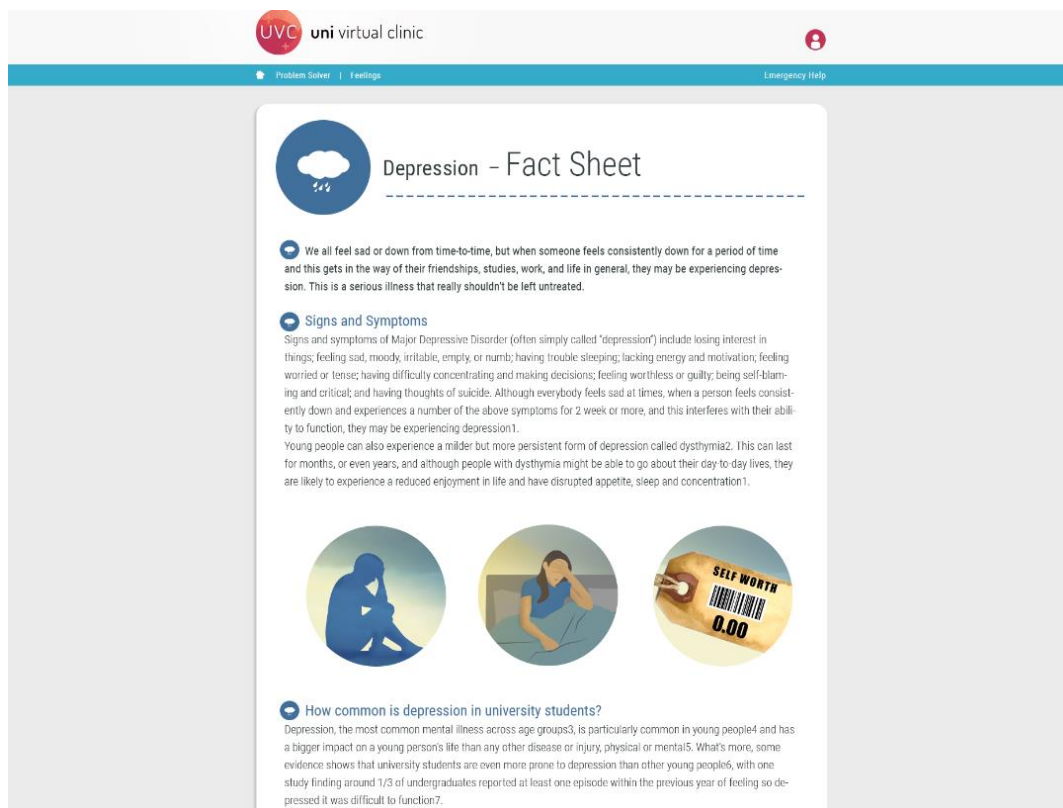 UVC uni virtual clinic
Problem Solver | Feelings Emergency Help
Depression – Fact Sheet
We all feel sad or down from time-to-time, but when someone feels consistently down for a period of time
and this gets in the way of their friendships, studies, work, and life in general, they may be experiencing depres-
sion. This is a serious illness that really shouldn't be left untreated.
Signs and Symptoms
Signs and symptoms of Major Depressive Disorder (often simply called "depression") include losing interest in
things; feeling sad, moody, irritable, empty, or numb; having trouble sleeping; lacking energy and motivation; feeling
worried or tense; having difficulty concentrating and making decisions; feeling worthless or guilty; being self-blam-
ing and critical; and having thoughts of suicide. Although everybody feels sad at times, when a person feels consist-
ently down and experiences a number of the above symptoms for 2 week or more, and this interferes with their abili-
ty to function, they may be experiencing depression1.
Young people can also experience a milder but more persistent form of depression called dysthymia2. This can last
for months, or even years, and although people with dysthymia might be able to go about their day-to-day lives, they
are likely to experience a reduced enjoyment in life and have disrupted appetite, sleep and concentration1.
SELF WORTH
0.00
How common is depression in university students?
Depression, the most common mental illness across age groups3, is particularly common in young people4 and has
a bigger impact on a young person's life than any other disease or injury, physical or mental5. What's more, some
evidence shows that university students are even more prone to depression than other young people6, with one
study finding around 1/3 of undergraduates reported at least one episode within the previous year of feeling so de-
pressed it was difficult to function7.